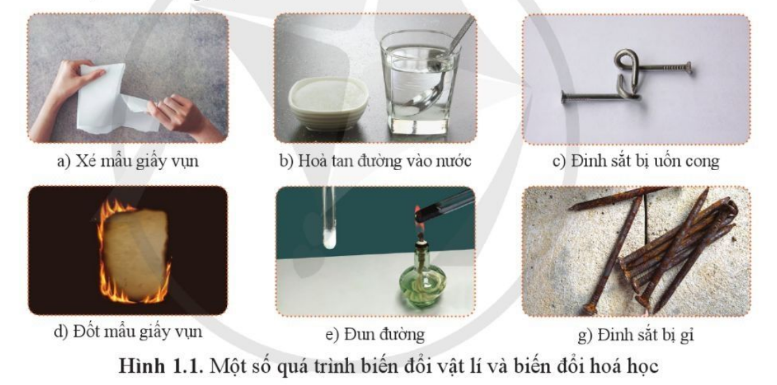 a) Xé mẩu giấy vụn
b) Hoà tan đường vào nước
c) Đinh sắt bị uốn cong
d) Đốt mẩu giấy vụn
e) Đun đường
g) Đinh sắt bị gỉ
Hình 1.1. Một số quá trình biến đổi vật lí và biến đổi hoá học